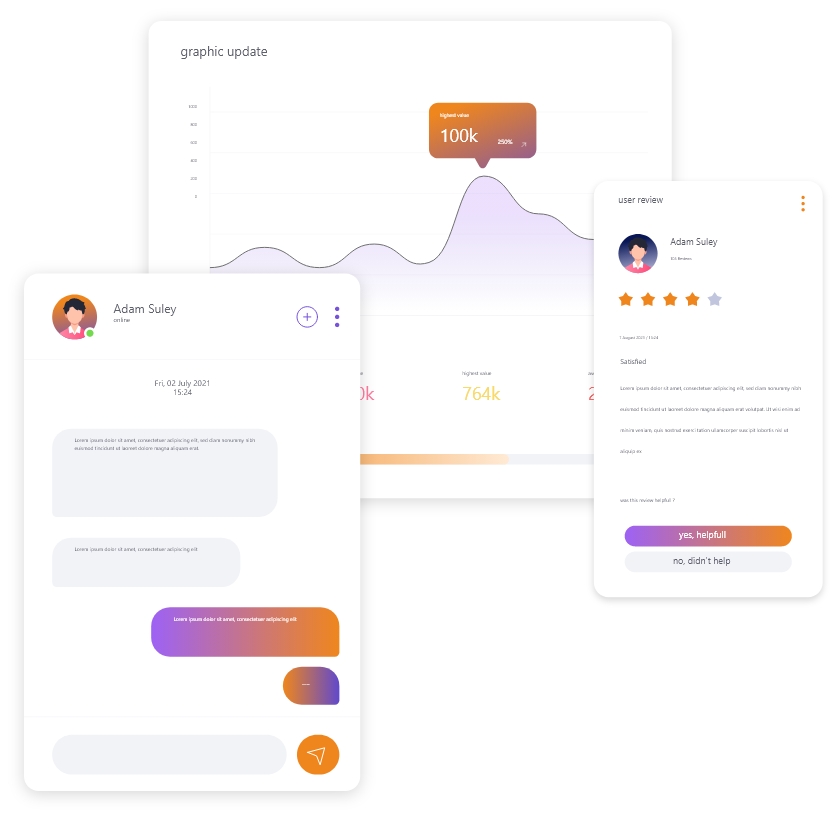 graphic update
1000
800
600
400
200
0
highest value
100k
250%
highest value
764k
user review
Adam Suley
1 August 2021 / 15:24
Satisfied
Lorem ipsum dolor sit amet, consectetuer adipiscing elit, sed diam nonummy nibh
euismod tincidunt ut laoreet dolore magna aliquam erat volutpat. Ut wisi enim ad
minim veniam, quis nostrud exerci tation ullamcorper suscipit lobortis nisl ut
aliquip ex
was this review helpfull ?
yes, helpfull
no, didn't help
Adam Suley
online
Fri, 02 July 2021
15:24
Lorem ipsum dolor sit amet, consectetuer adipiscing elit, sed diam nonummy nibh
euismod tincidunt ut laoreet dolore magna aliquam erat
Lorem ipsum dolor sit amet, consectetuer adipiscing elit
Lorem ipsum dolor sit amet, consectetuer adipiscing elit